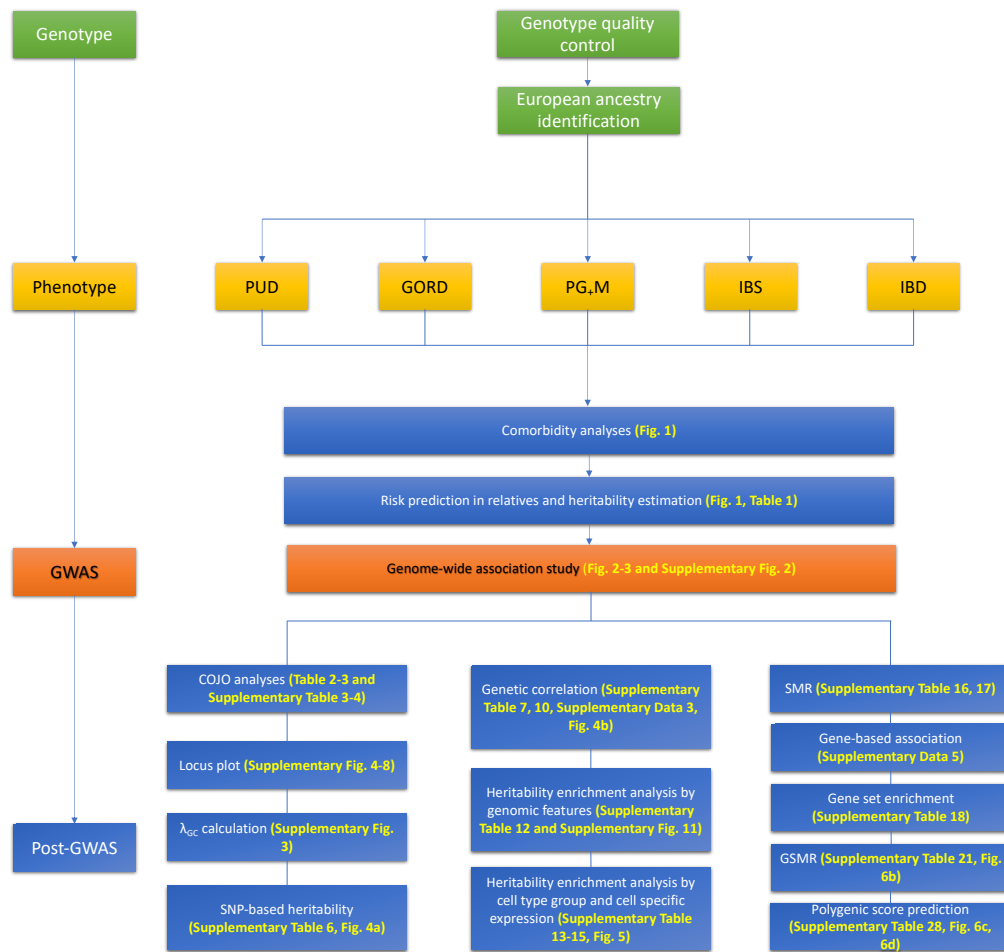 Genotype
Genotype quality
control
European ancestry
identification
Phenotype
PUD
GORD
PG+M
IBS
IBD
Comorbidity analyses (Fig. 1)
Risk prediction in relatives and heritability estimation (Fig. 1, Table 1)
GWAS
Genome-wide association study (Fig. 2-3 and Supplementary Fig. 2)
Post-GWAS
COJO analyses (Table 2-3 and
Supplementary Table 3-4)
Locus plot (Supplementary Fig. 4-8)
λGC calculation (Supplementary Fig.
3)
SNP-based heritability
(Supplementary Table 6, Fig. 4a)
Genetic correlation (Supplementary
Table 7, 10, Supplementary Data 3,
Fig. 4b)
Heritability enrichment analysis by
genomic features (Supplementary
Table 12 and Supplementary Fig. 11)
Heritability enrichment analysis by
cell type group and cell specific
expression (Supplementary Table
13-15, Fig. 5)
SMR (Supplementary Table 16, 17)
Gene-based association
(Supplementary Data 5)
Gene set enrichment
(Supplementary Table 18)
GSMR (Supplementary Table 21, Fig.
6b)
Polygenic score prediction
(Supplementary Table 28, Fig. 6c,
6d)